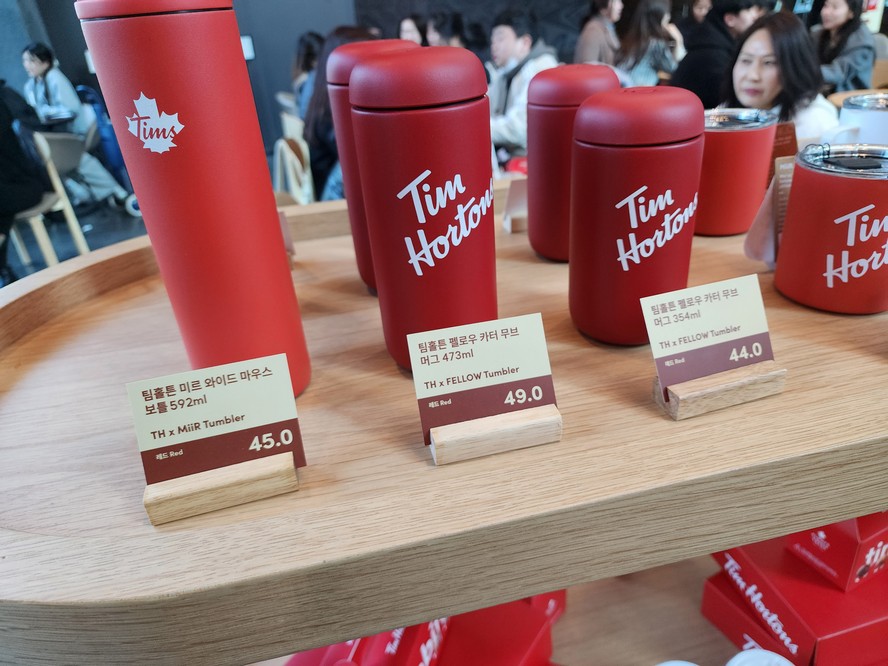 Tims
Tim
Hortons
Tim
Hortons
팀홀튼 미르 와이드 마우스
보틀 592ml
TH x MiiR Tumbler
레드 Red
45.0
팀홀튼 펠로우 카터 무브
머그 473ml
TH x FELLOW Tumbler
레드 Red
49.0
팀홀튼 펠로우 카터 무브
머그 354ml
TH x FELLOW Tumbler
레드 Red
44.0
Tim Hortons